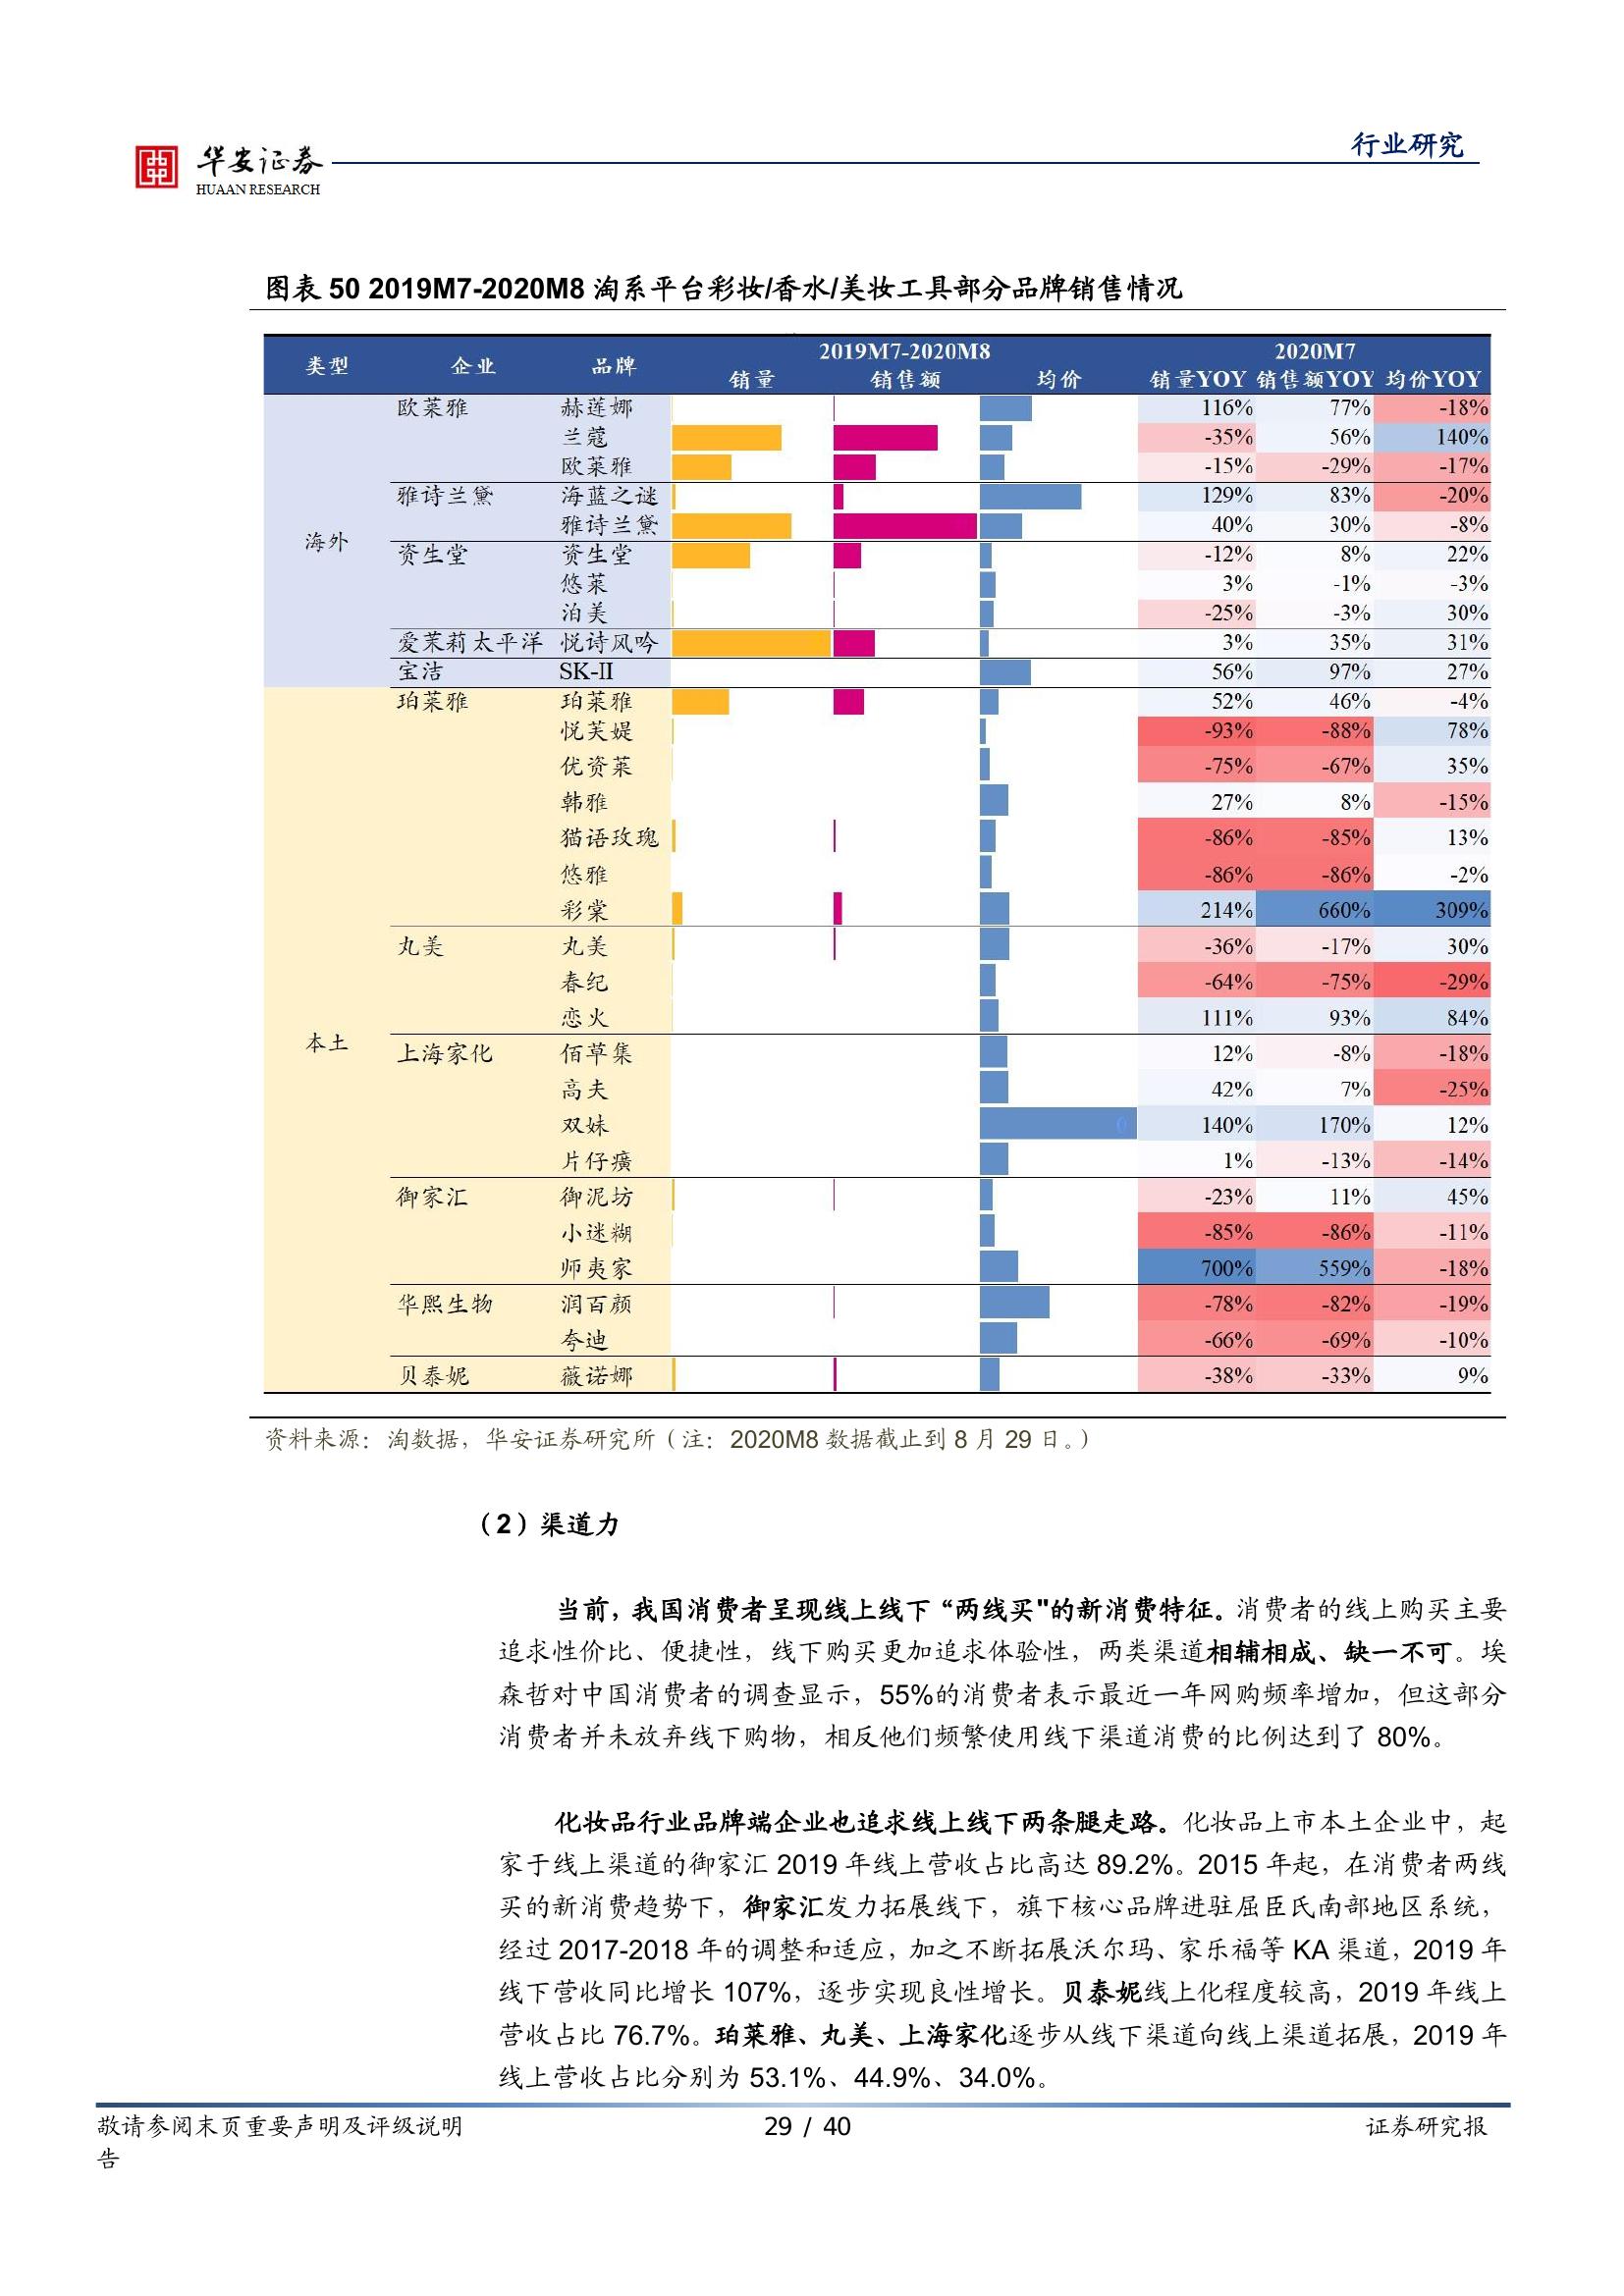 行业研究
华安证券
HUAAN RESEARCH
图表 50 2019M7-2020M8 淘系平台彩妆/香水/美妆工具部分品牌销售情况
类型 企业 品牌 2019M7-2020M8 2020M7
销量 销售额 均价 销量YOY 销售额YOY 均价YOY
海外
欧莱雅 赫莲娜 116% 77% -18%
兰蔻 -35% 56% 140%
欧莱雅 -15% -29% -17%
雅诗兰黛 海蓝之谜 129% 83% -20%
雅诗兰黛 40% 30% -8%
资生堂 资生堂 -12% 8% 22%
悠莱 3% -1% -3%
泊美 -25% -3% 30%
爱茉莉太平洋 悦诗风吟 3% 35% 31%
宝洁 SK-II 56% 97% 27%
本土
珀莱雅 珀莱雅 52% 46% -4%
悦芙媞 -93% -88% 78%
优资莱 -75% -67% 35%
韩雅 27% 8% -15%
猫语玫瑰 -86% -85% 13%
悠雅 -86% -86% -2%
彩棠 214% 660% 309%
丸美 丸美 -36% -17% 30%
春纪 -64% -75% -29%
恋火 111% 93% 84%
上海家化 佰草集 12% -8% -18%
高夫 42% 7% -25%
双妹 0 140% 170% 12%
片仔癀 1% -13% -14%
御家汇 御泥坊 -23% 11% 45%
小迷糊 -85% -86% -11%
师夷家 700% 559% -18%
华熙生物 润百颜 -78% -82% -19%
夸迪 -66% -69% -10%
贝泰妮 薇诺娜 -38% -33% 9%
资料来源：淘数据，华安证券研究所（注：2020M8 数据截止到 8 月 29 日。）
（2）渠道力
当前，我国消费者呈现线上线下“两线买"的新消费特征。消费者的线上购买主要
追求性价比、便捷性，线下购买更加追求体验性，两类渠道相辅相成、缺一不可。埃
森哲对中国消费者的调查显示，55%的消费者表示最近一年网购频率增加，但这部分
消费者并未放弃线下购物，相反他们频繁使用线下渠道消费的比例达到了 80%。
化妆品行业品牌端企业也追求线上线下两条腿走路。化妆品上市本土企业中，起
家于线上渠道的御家汇 2019 年线上营收占比高达 89.2%。2015 年起，在消费者两线
买的新消费趋势下，御家汇发力拓展线下，旗下核心品牌进驻屈臣氏南部地区系统，
经过 2017-2018 年的调整和适应，加之不断拓展沃尔玛、家乐福等 KA 渠道，2019 年
线下营收同比增长 107%，逐步实现良性增长。贝泰妮线上化程度较高，2019 年线上
营收占比 76.7%。珀莱雅、丸美、上海家化逐步从线下渠道向线上渠道拓展，2019 年
线上营收占比分别为 53.1%、44.9%、34.0%。
敬请参阅末页重要声明及评级说明 29 / 40 证券研究报
告